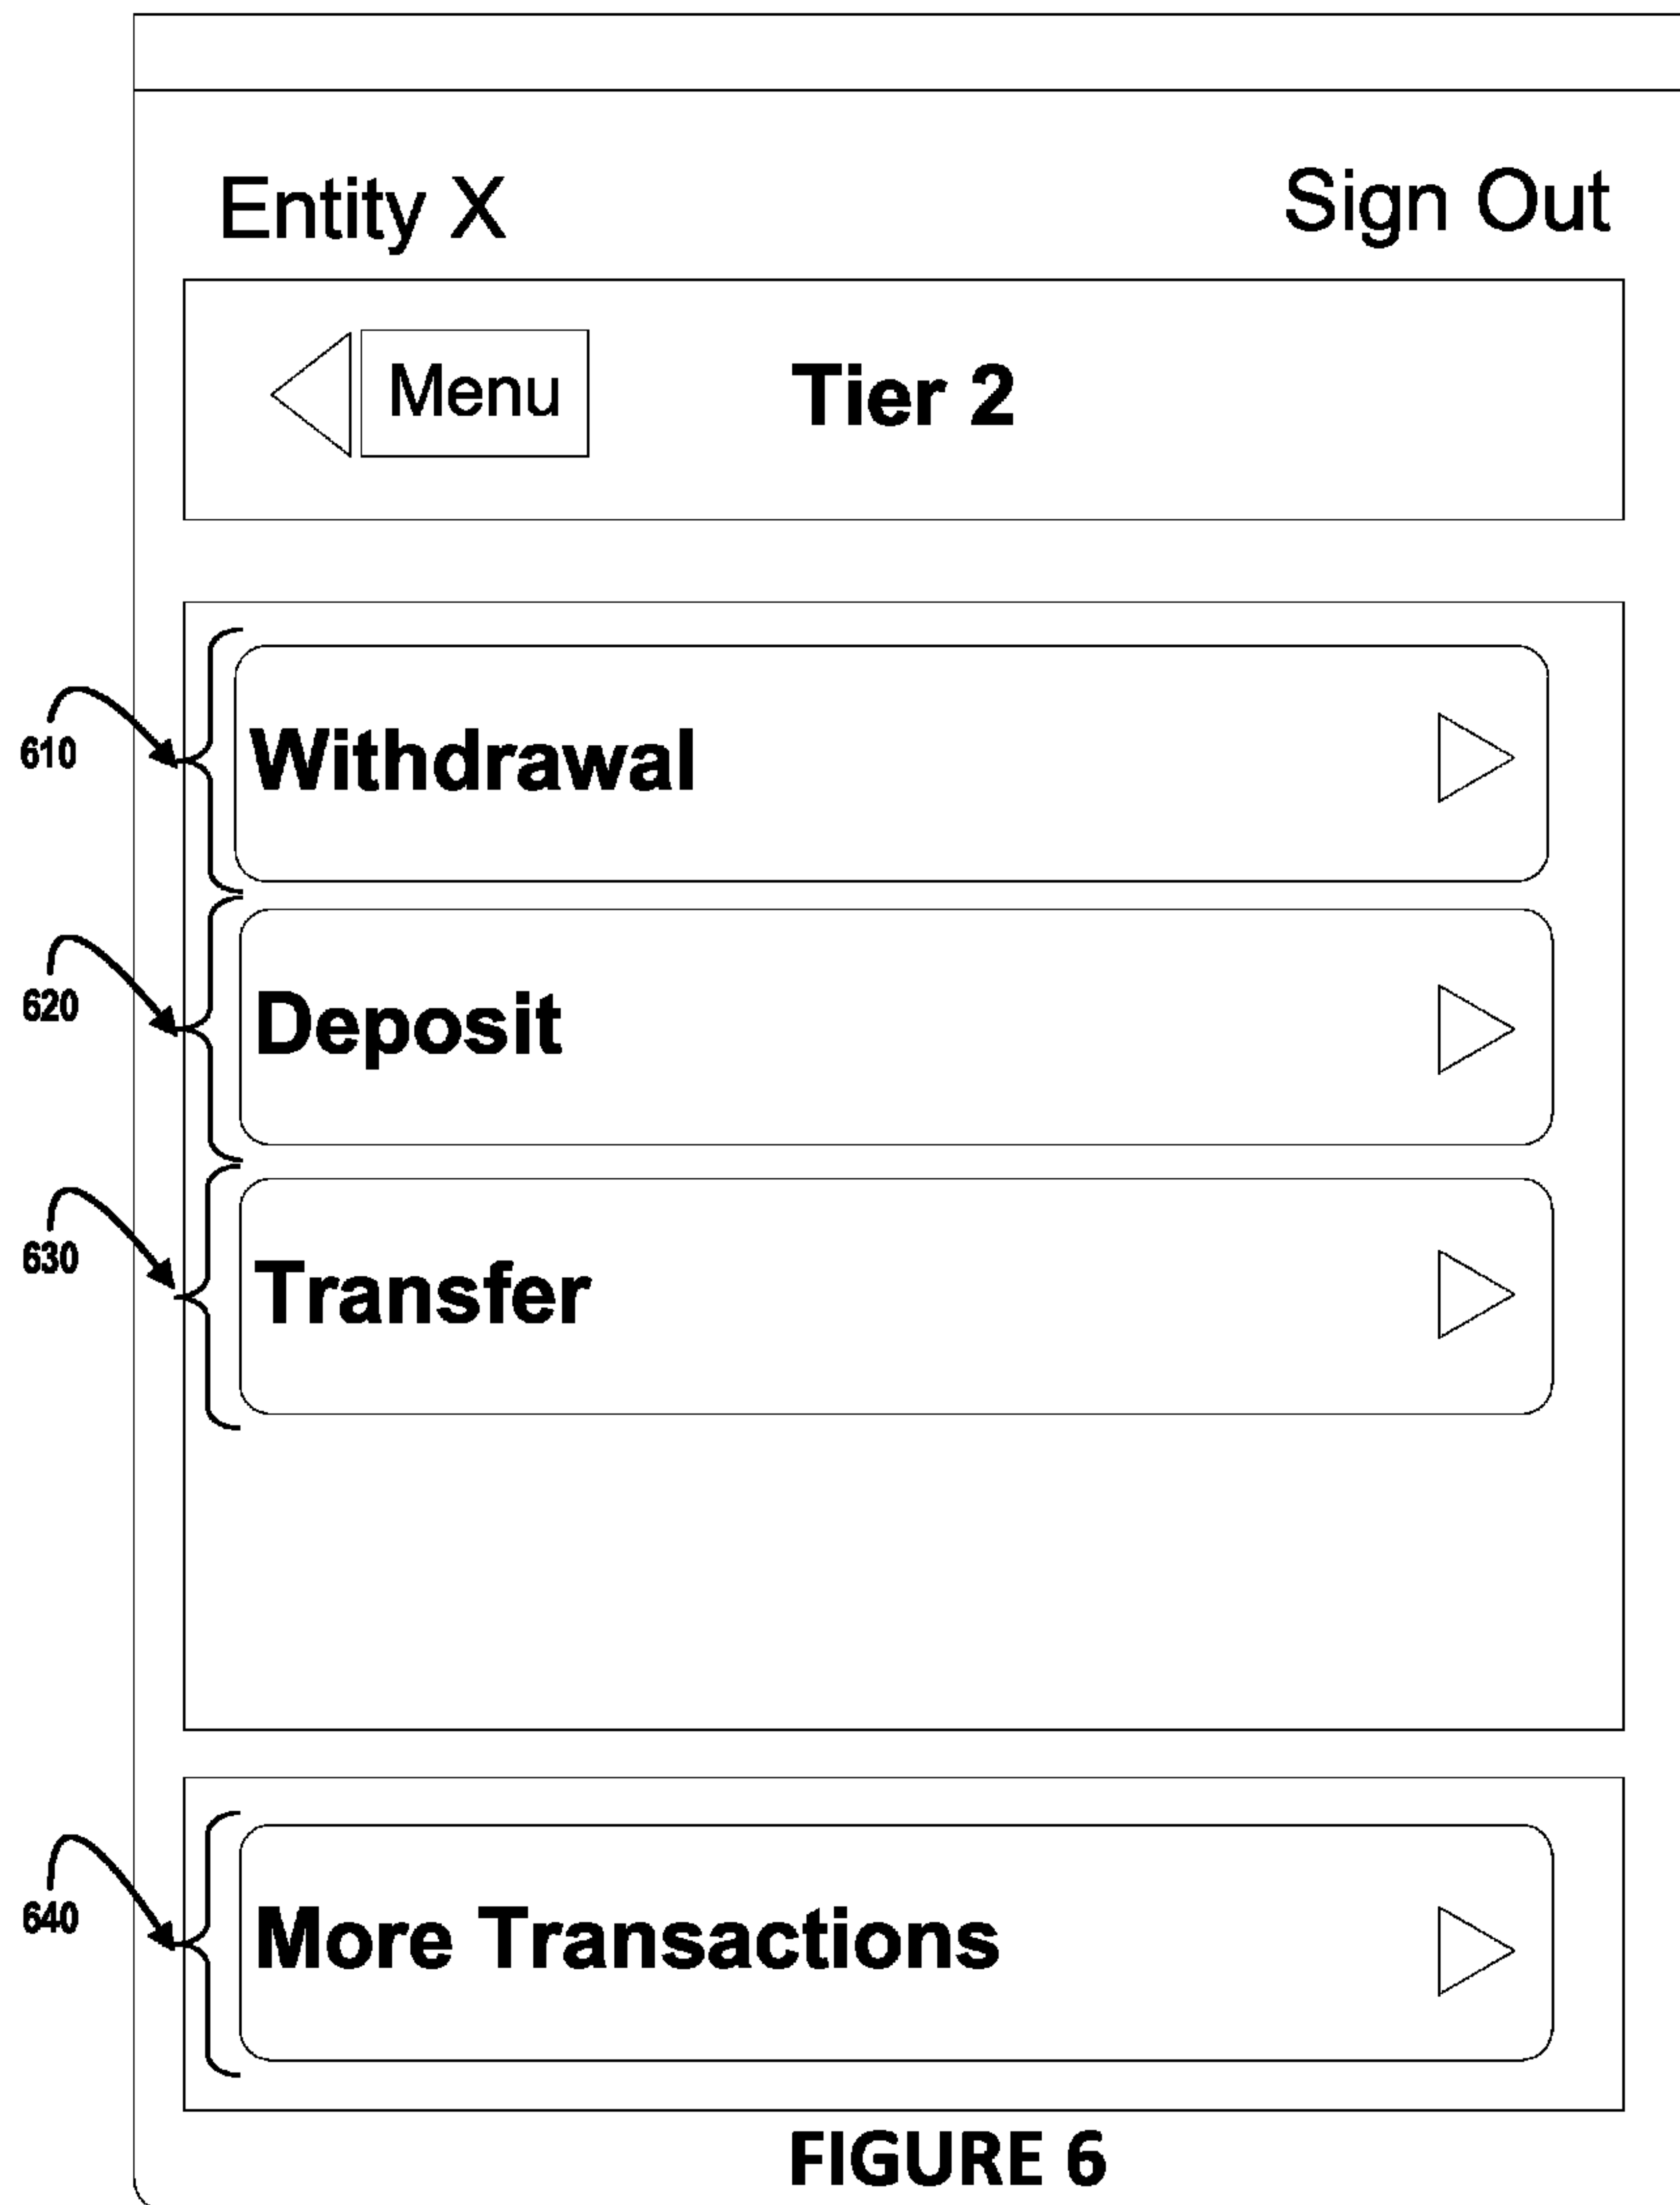 Entity X Sign Out
Menu Tier 2
610 Withdrawal
620 Deposit
630 Transfer
640 More Transactions
FIGURE 6